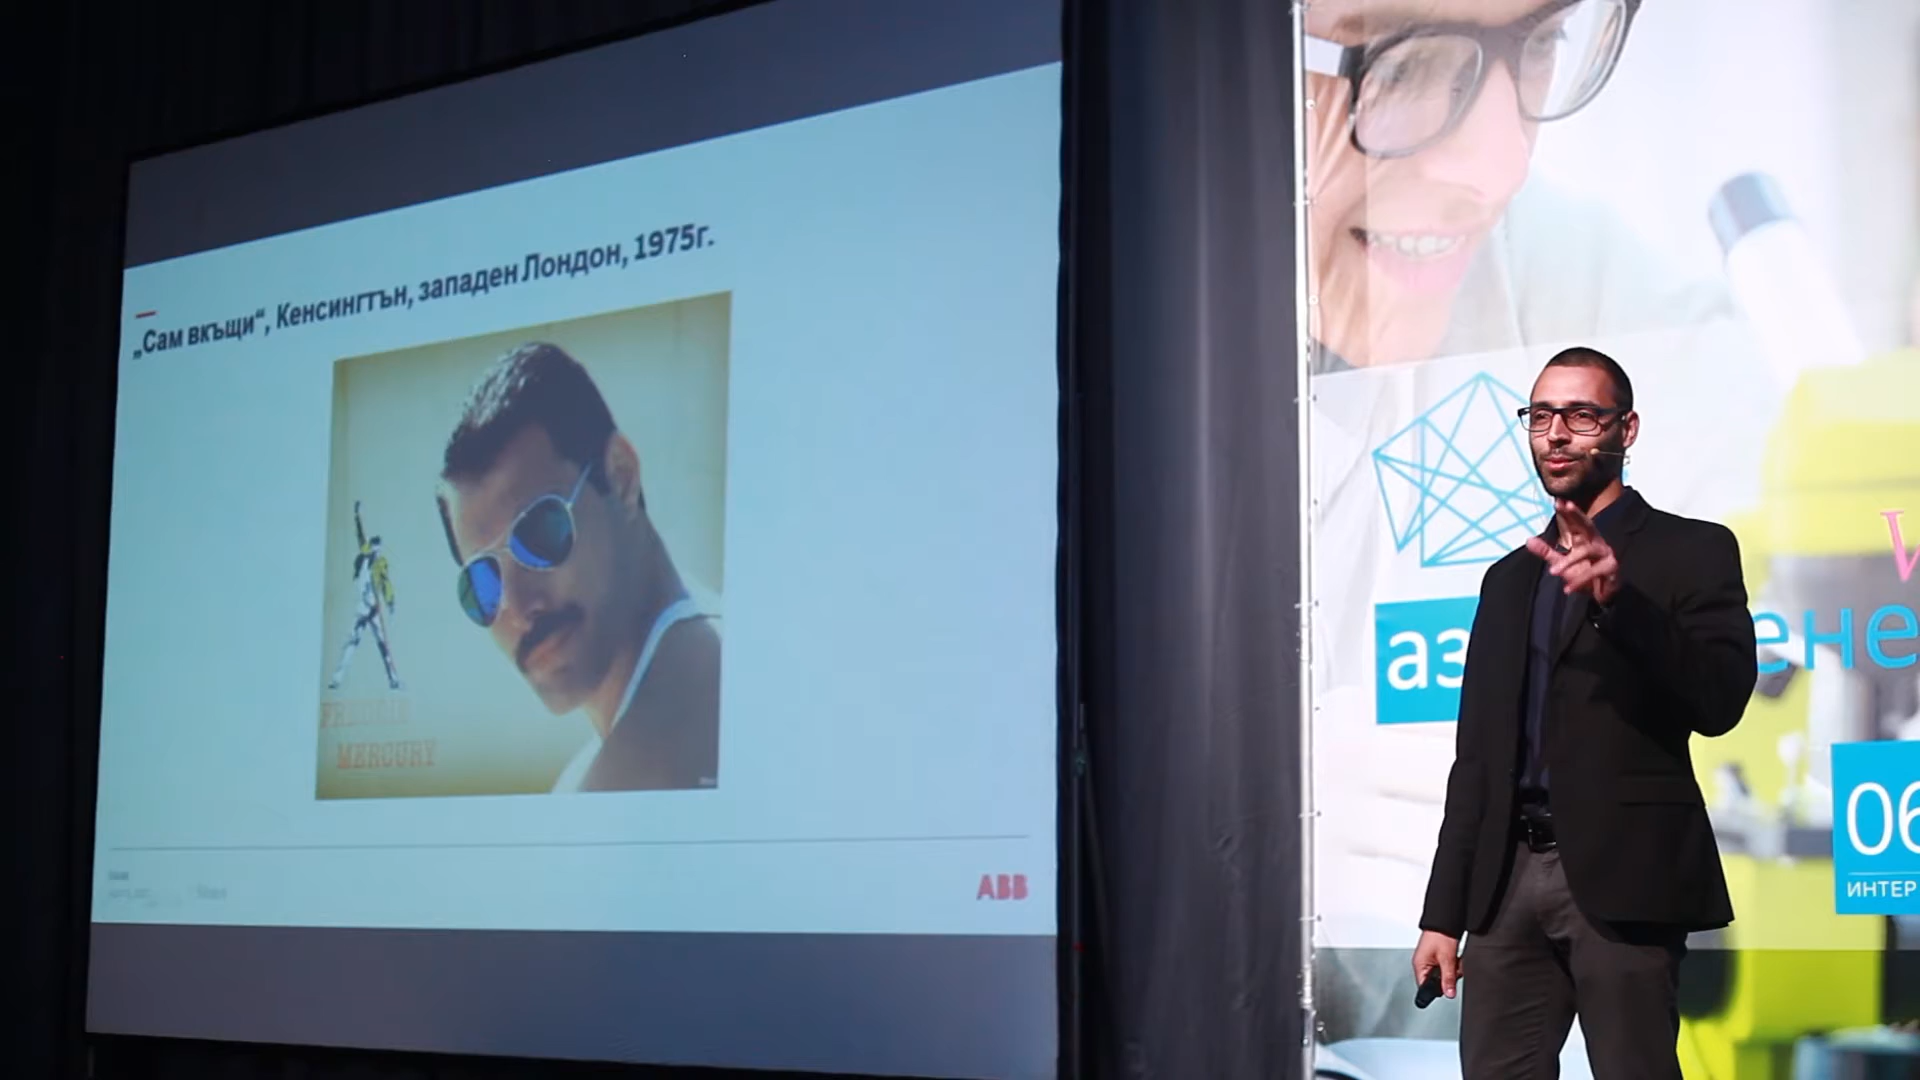 „Сам вкъщи“, Кенсингтън, западен Лондон, 1975г.
FREDDIE
MERCURY
ABB
аз
ене
06
ИНТЕР